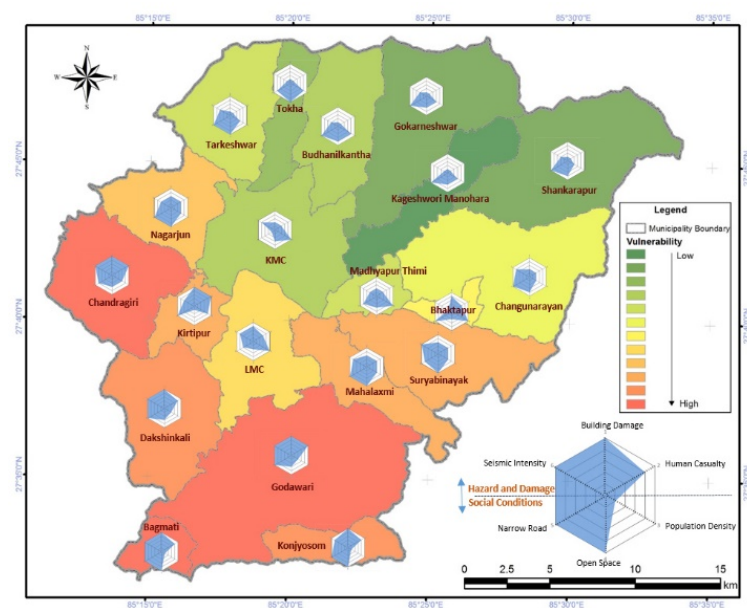 85°15'0"E 85°20'0"E 85°25'0"E 85°30'0"E 85°35'0"E
N
W E
S
Tokha
Tarkeshwar
Budhanilkantha
Gokarneshwar
27°45'0"N
Kageshwori Manohara
Shankarapur
Nagarjun
KMC
Chandragiri
Madhyapur Thimi
Changunarayan
Bhaktapur
27°40'0"N
Kirtipur
LMC
Mahalaxmi
Suryabinayak
Dakshinkali
27°35'0"N
Godawari
Bagmati
Konjyosom
Legend
Municipality Boundary
Vulnerability
Low
High
Building Damage
Seismic Intensity
Human Casualty
Hazard and Damage
Social Conditions
Narrow Road
Population Density
Open Space
0 2.5 5 10 15
km
85°15'0"E 85°20'0"E 85°25'0"E 85°30'0"E 85°35'0"E